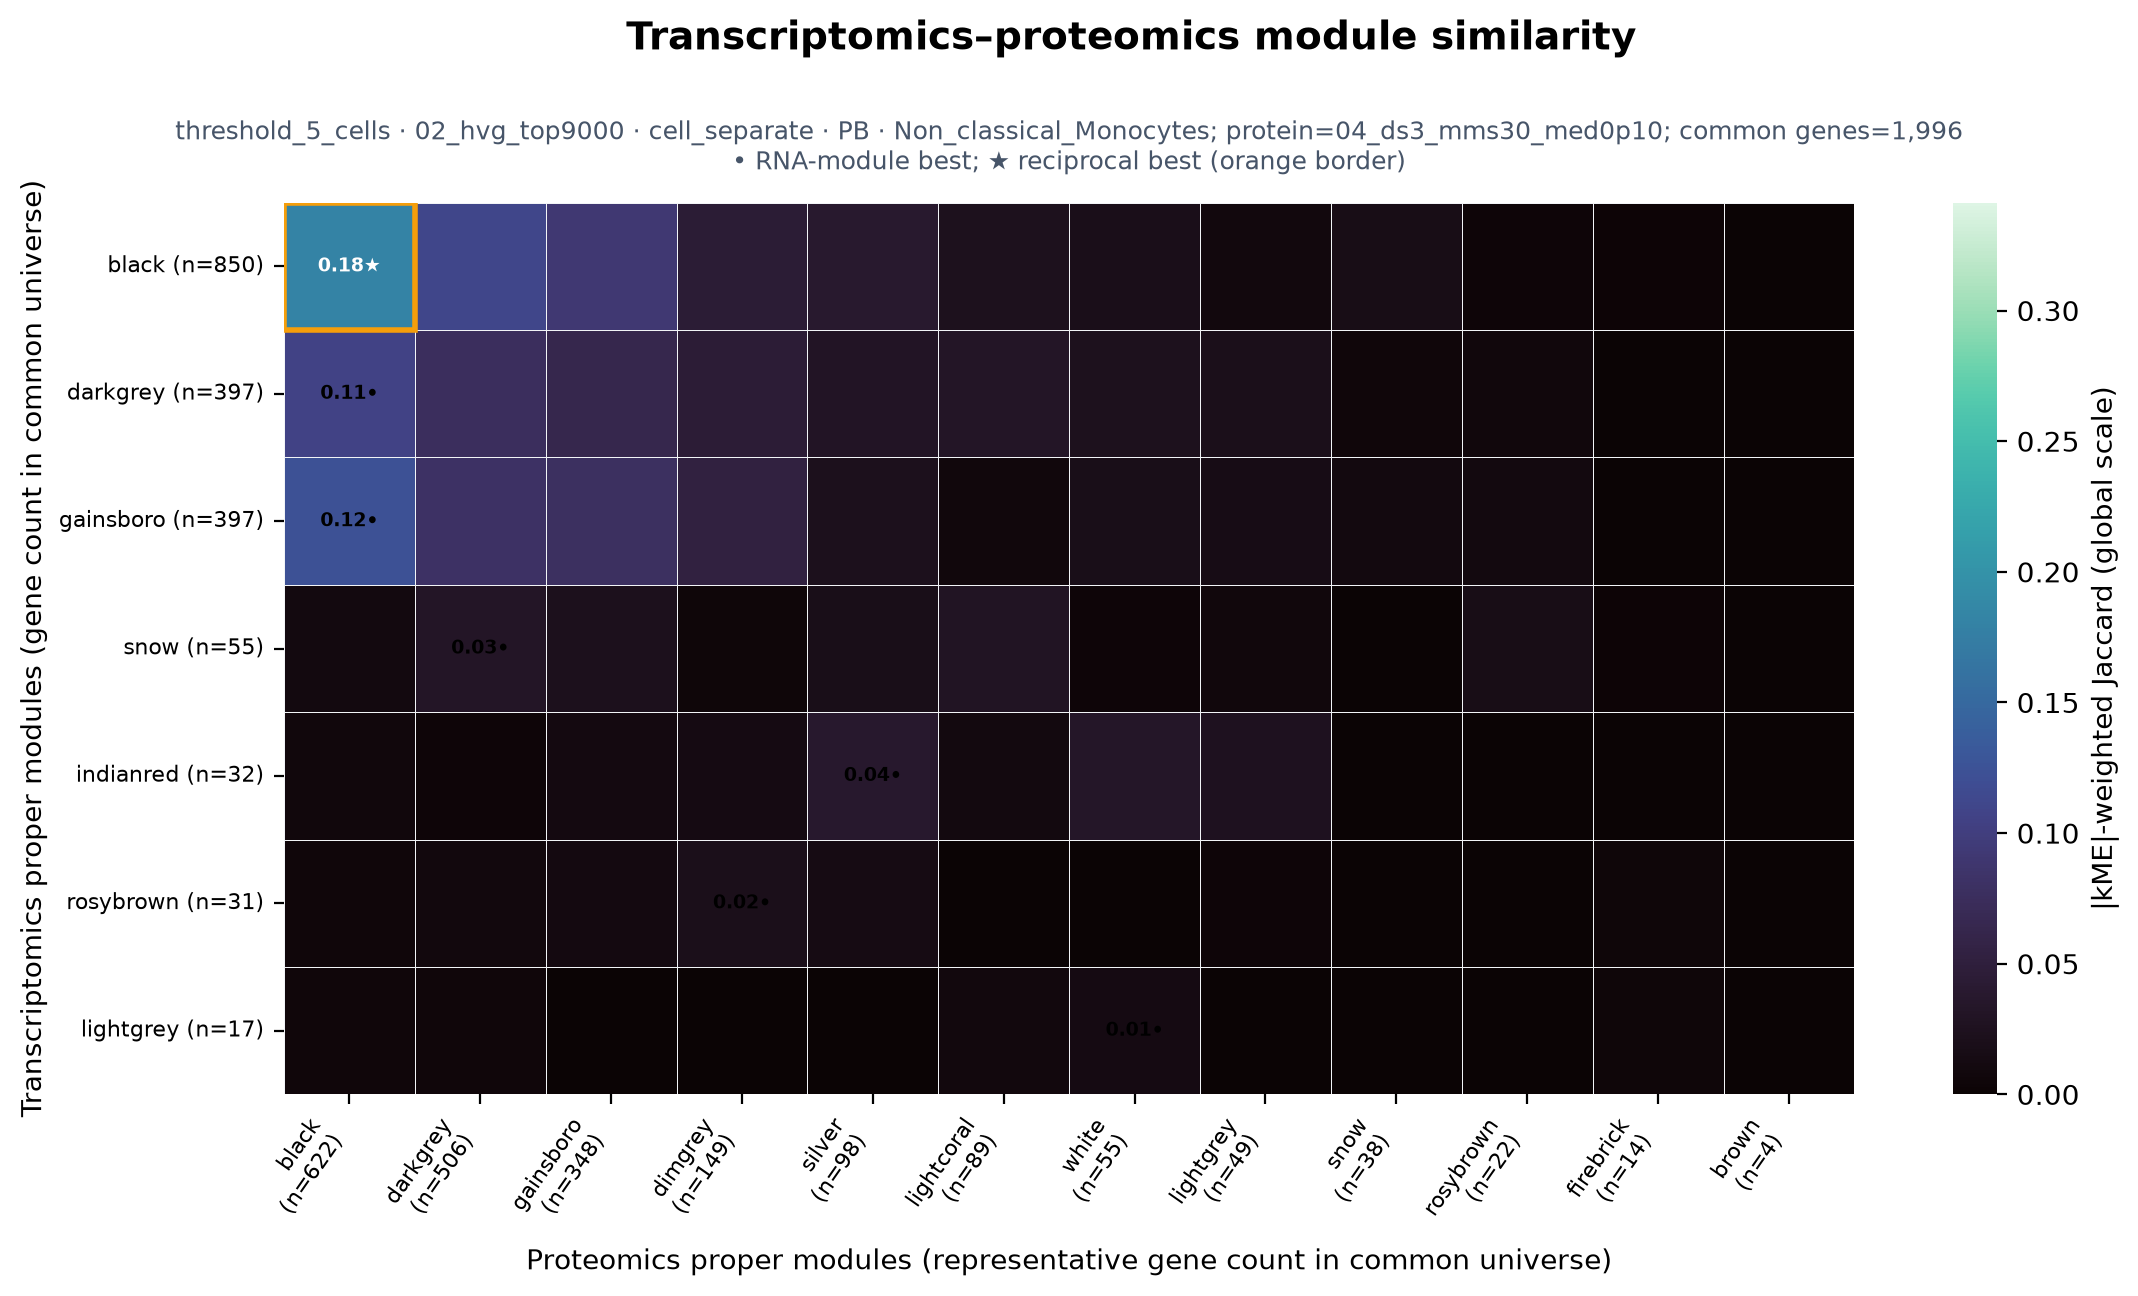 Transcriptomics–proteomics module similarity
threshold_5_cells · 02_hvg_top9000 · cell_separate · PB · Non_classical_Monocytes; protein=04_ds3_mms30_med0p10; common genes=1,996
• RNA-module best; ★ reciprocal best (orange border)
Transcriptomics proper modules (gene count in common universe)
black (n=850)
0.18★
darkgrey (n=397)
0.11•
gainsboro (n=397)
0.12•
snow (n=55)
0.03•
indianred (n=32)
0.04•
rosybrown (n=31)
0.02•
lightgrey (n=17)
0.01•
black
(n=622)
darkgrey
(n=506)
gainsboro
(n=348)
dimgrey
(n=149)
silver
(n=98)
lightcoral
(n=89)
white
(n=55)
lightgrey
(n=49)
snow
(n=38)
rosybrown
(n=22)
firebrick
(n=14)
brown
(n=4)
Proteomics proper modules (representative gene count in common universe)
0.30
0.25
0.20
0.15
0.10
0.05
0.00
|kME|-weighted Jaccard (global scale)